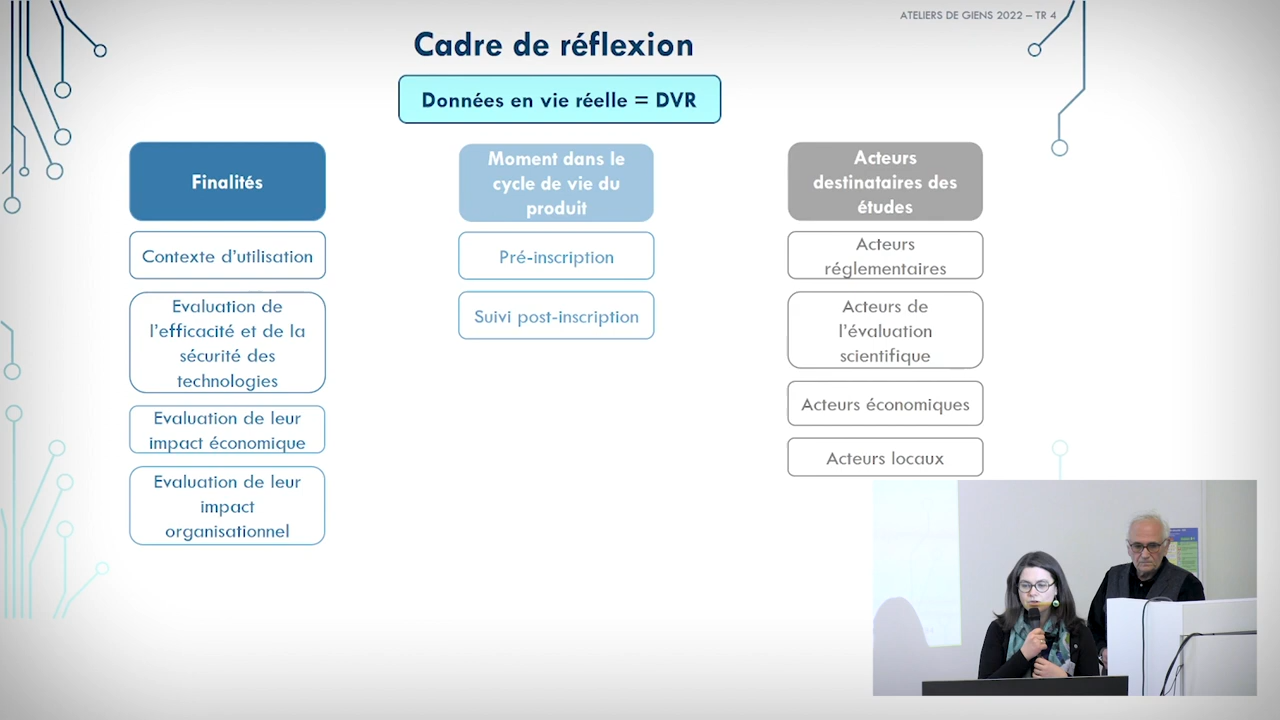 ATELIERS DE GIENS 2022 – TR 4
Cadre de réflexion
Données en vie réelle = DVR
Finalités
Contexte d'utilisation
Evaluation de
l'efficacité et de la
sécurité des
technologies
Evaluation de leur
impact économique
Evaluation de leur
impact
organisationnel
Moment dans le
cycle de vie du
produit
Pré-inscription
Suivi post-inscription
Acteurs
destinataires des
études
Acteurs
réglementaires
Acteurs de
l'évaluation
scientifique
Acteurs économiques
Acteurs locaux